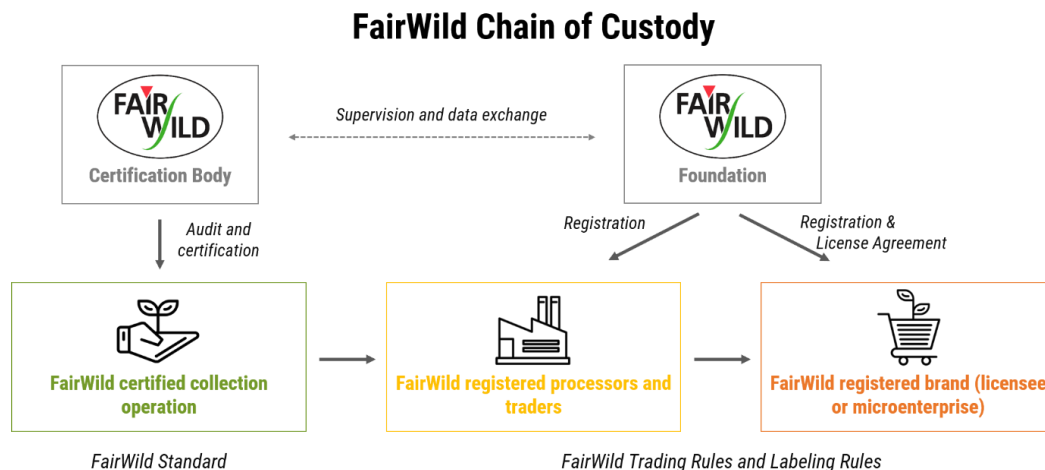 FairWild Chain of Custody
FAIR
WILD
Certification Body
Supervision and data exchange
FAIR
WILD
Foundation
Audit and
certification
Registration
Registration &
License Agreement
FairWild certified collection
operation
FairWild registered processors and
traders
FairWild registered brand (licensee
or microenterprise)
FairWild Standard
FairWild Trading Rules and Labeling Rules